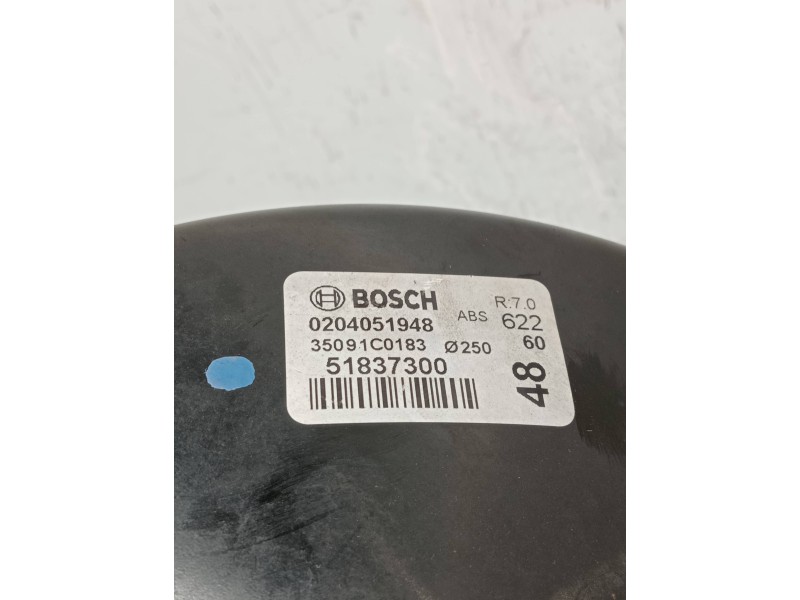 BOSCH R:7.0
0204051948 ABS 622
35091C0183 Ø250 60
51837300
48